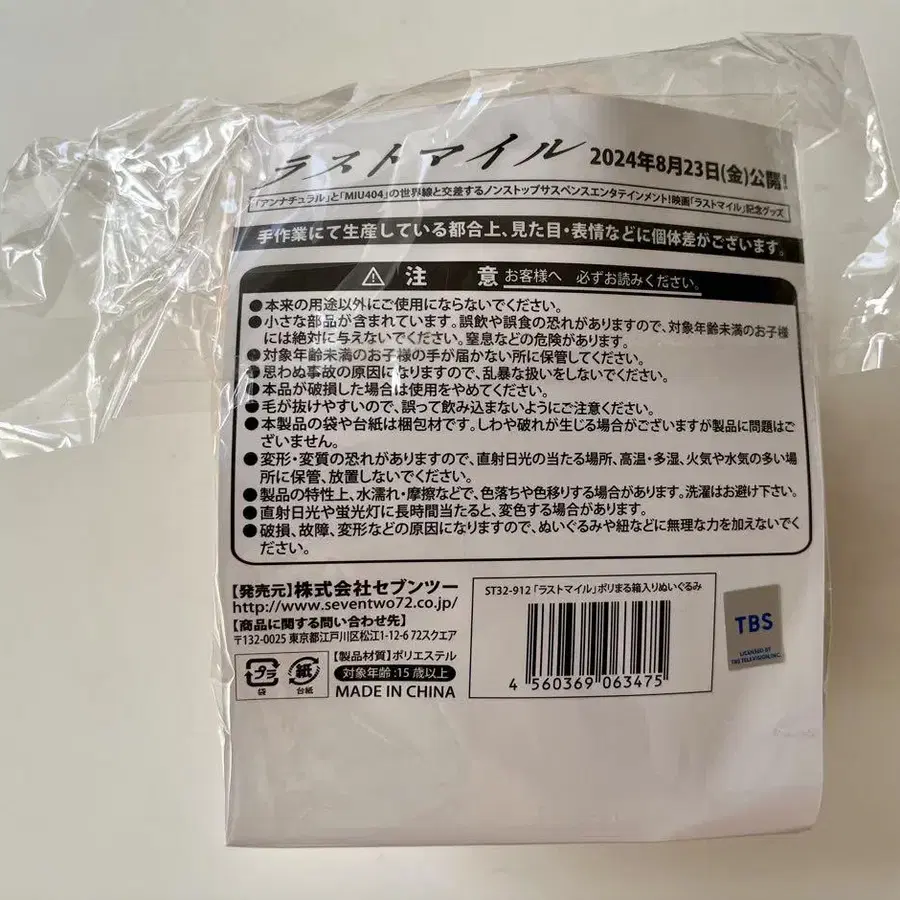 ラストマイル 2024年8月23日(金)公開!
「アンナチュラル」と「MIU404」の世界線と交差するノンストップサスペンスエンタテインメント!映画「ラストマイル」記念グッズ
手作業にて生産している都合上、見た目・表情などに個体差がございます。
注意 お客様へ 必ずお読みください。
●本来の用途以外にご使用にならないでください。
●小さな部品が含まれています。誤飲や誤食の恐れがありますので、対象年齢未満のお子様
には絶対に与えないでください。窒息などの危険があります。
●対象年齢未満のお子様の手が届かない所に保管してください。
●思わぬ事故の原因になりますので、乱暴な扱いをしないでください。
●本品が破損した場合は使用をやめてください。
●毛が抜けやすいので、誤って飲み込まないようにご注意ください。
●本製品の袋や台紙は梱包材です。しわや破れが生じる場合がございますが製品に問題はご
ざいません。
●変形・変質の恐れがありますので、直射日光の当たる場所、高温・多湿、火気や水気の多い場
所に保管、放置しないでください。
●製品の特性上、水濡れ・摩擦などで、色落ちや色移りする場合があります。洗濯はお避け下さい。
●直射日光や蛍光灯に長時間当たると、変色する場合があります。
●破損、故障、変形などの原因になりますので、ぬいぐるみや紐などに無理な力を加えないでく
ださい。
【発売元】株式会社セブンツー
http://www.seventwo72.co.jp/
【商品に関する問い合わせ先】
〒132-0025 東京都江戸川区松江1-12-6 72スクエア
プラ 袋
紙 台紙
【製品材質】ポリエステル
対象年齢:15歳以上
MADE IN CHINA
ST32-912「ラストマイル」ポリまる箱入りぬいぐるみ
4 560369 063475
TBS
LICENSED BY
TBS TELEVISION, INC.